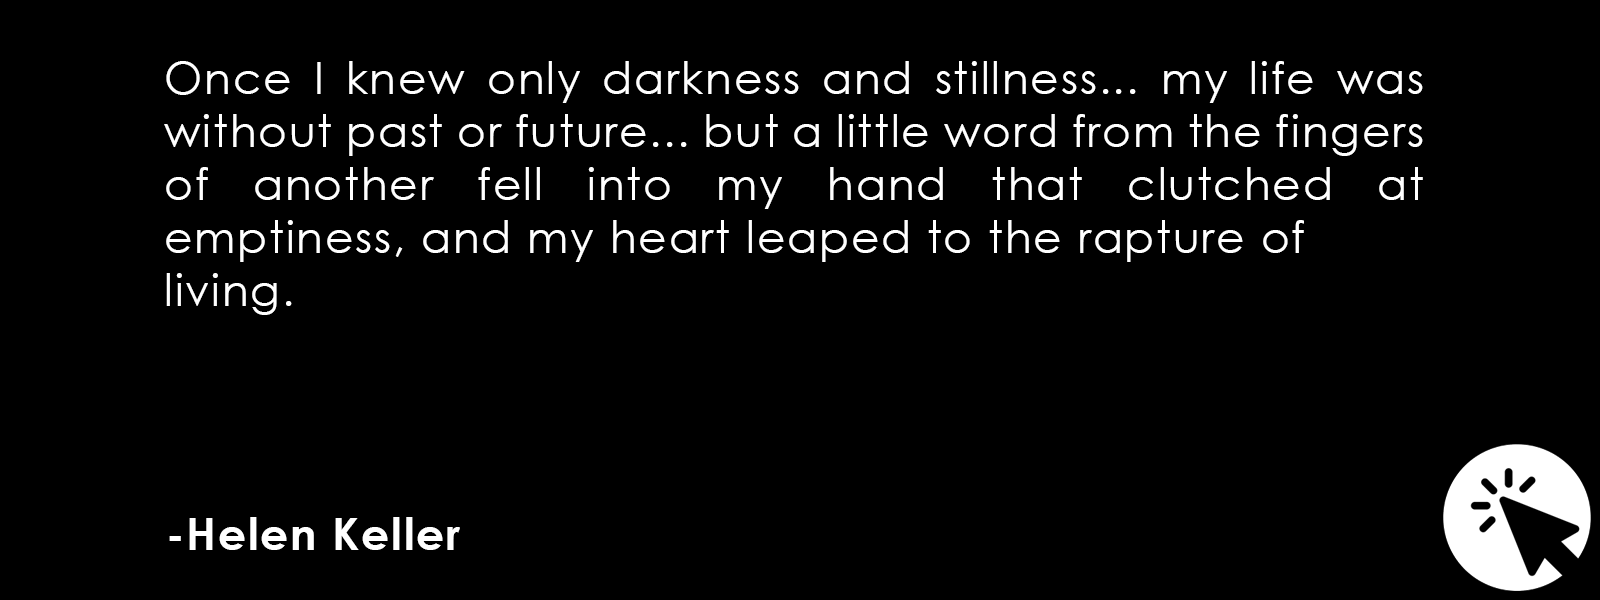 Once I knew only darkness and stillness... my life was
without past or future... but a little word from the fingers
of another fell into my hand that clutched at
emptiness, and my heart leaped to the rapture of
living.
-Helen Keller